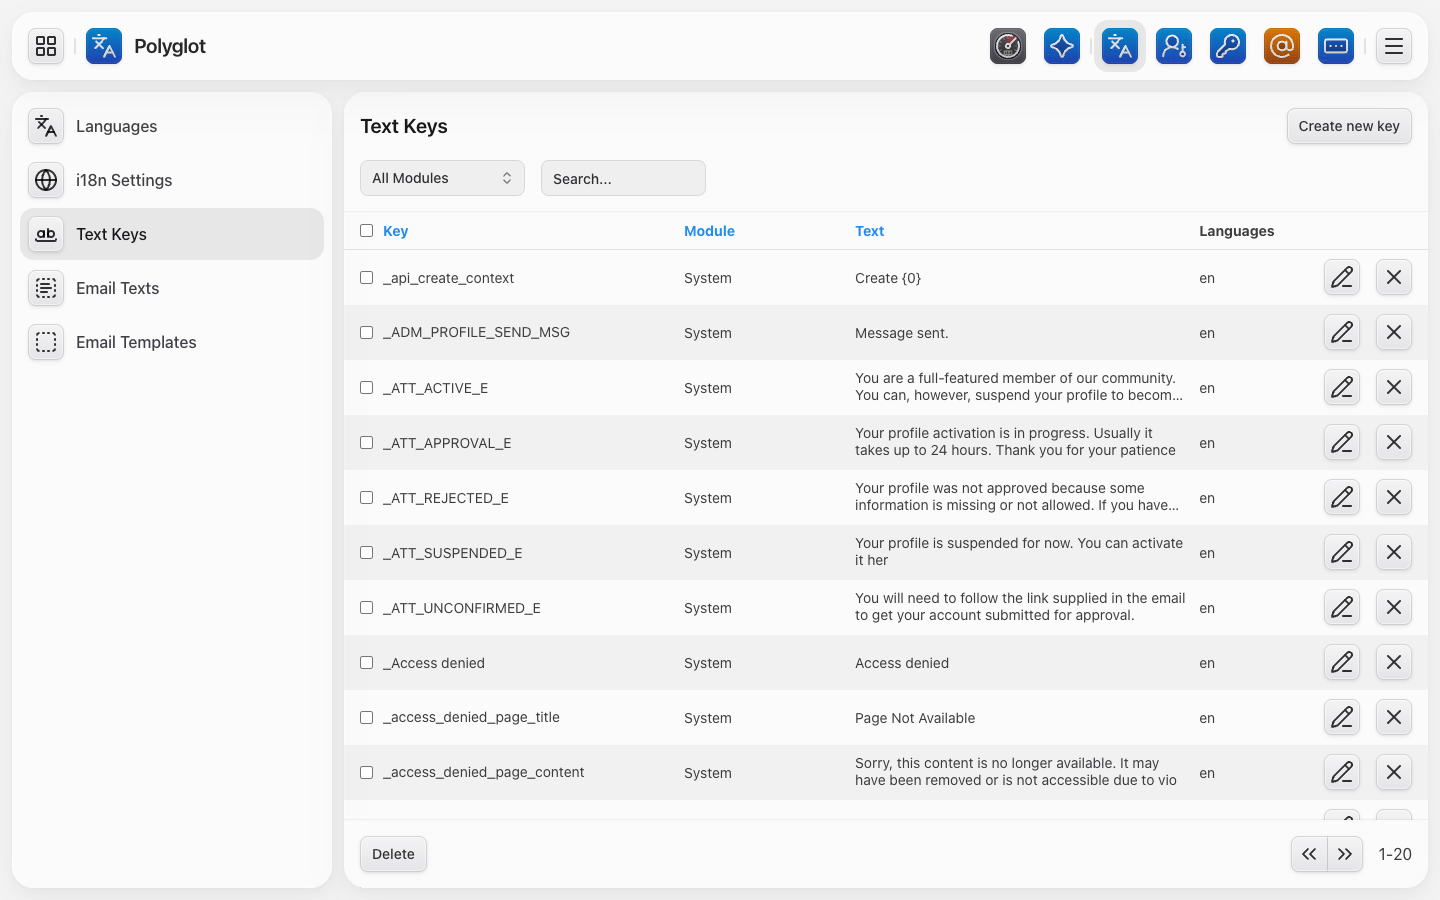 Polyglot
Languages
i18n Settings
Text Keys
Email Texts
Email Templates
Text Keys
Create new key
All Modules
Search...
Key Module Text Languages
_api_create_context System Create {0} en
_ADM_PROFILE_SEND_MSG System Message sent. en
_ATT_ACTIVE_E System You are a full-featured member of our community. en
You can, however, suspend your profile to becom...
_ATT_APPROVAL_E System Your profile activation is in progress. Usually it en
takes up to 24 hours. Thank you for your patience
_ATT_REJECTED_E System Your profile was not approved because some en
information is missing or not allowed. If you have...
_ATT_SUSPENDED_E System Your profile is suspended for now. You can activate en
it her
_ATT_UNCONFIRMED_E System You will need to follow the link supplied in the email en
to get your account submitted for approval.
_Access denied System Access denied en
_access_denied_page_title System Page Not Available en
_access_denied_page_content System Sorry, this content is no longer available. It may en
have been removed or is not accessible due to vio
Delete
1-20